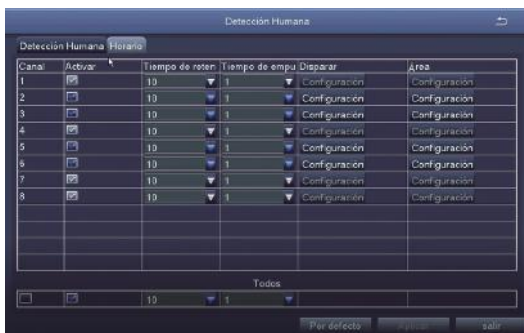 Detección Humana
Detección Humana Horario
Canal Activar Tiempo de reten Tiempo de empu Disparar Área
1 10 1 Configuración Configuración
2 10 1 Configuración Configuración
3 10 1 Configuración Configuración
4 10 1 Configuración Configuración
5 10 1 Configuración Configuración
6 10 1 Configuración Configuración
7 10 1 Configuración Configuración
8 10 1 Configuración Configuración
Todos
10 1
Por defecto Aplicar salir